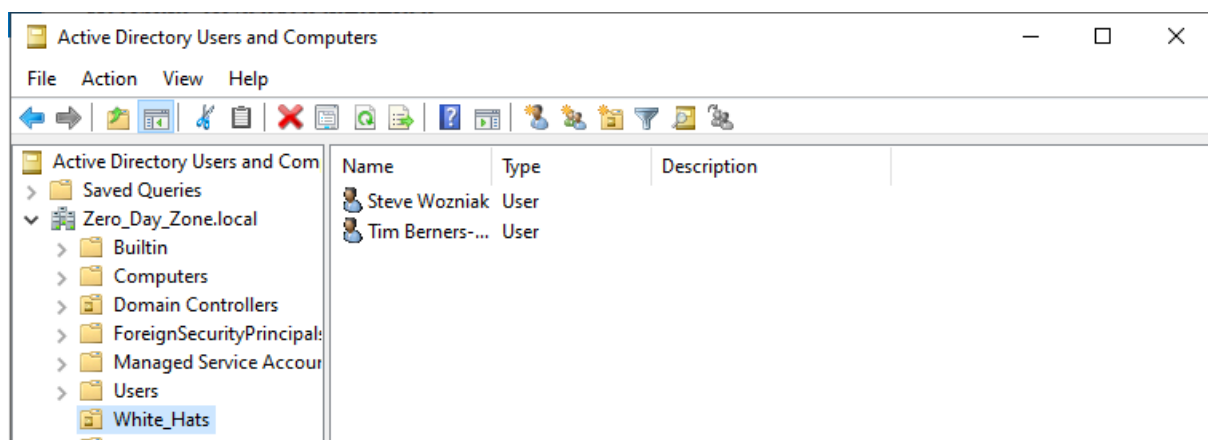 Active Directory Users and Computers
File Action View Help
Active Directory Users and Com
Saved Queries
Zero_Day_Zone.local
Builtin
Computers
Domain Controllers
ForeignSecurityPrincipals
Managed Service Accour
Users
White_Hats
Name Type Description
Steve Wozniak User
Tim Berners-... User